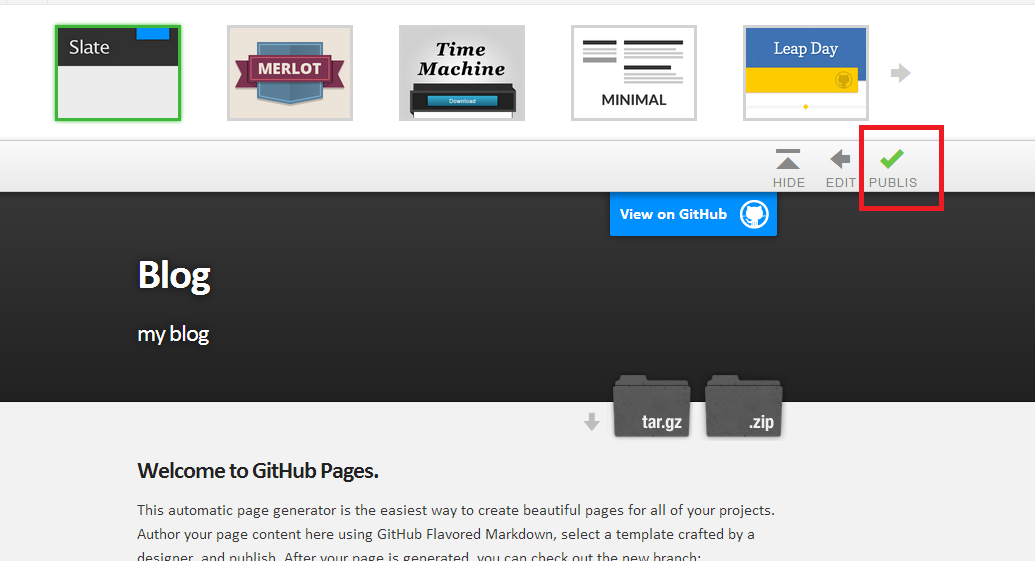 Slate
MERLOT
Time
Machine
Download
MINIMAL
Leap Day
HIDE EDIT PUBLIS
View on GitHub
Blog
my blog
tar.gz .zip
Welcome to GitHub Pages.
This automatic page generator is the easiest way to create beautiful pages for all of your projects.
Author your page content here using GitHub Flavored Markdown, select a template crafted by a
designer, and publish. After your page is generated, you can check out the new branch: